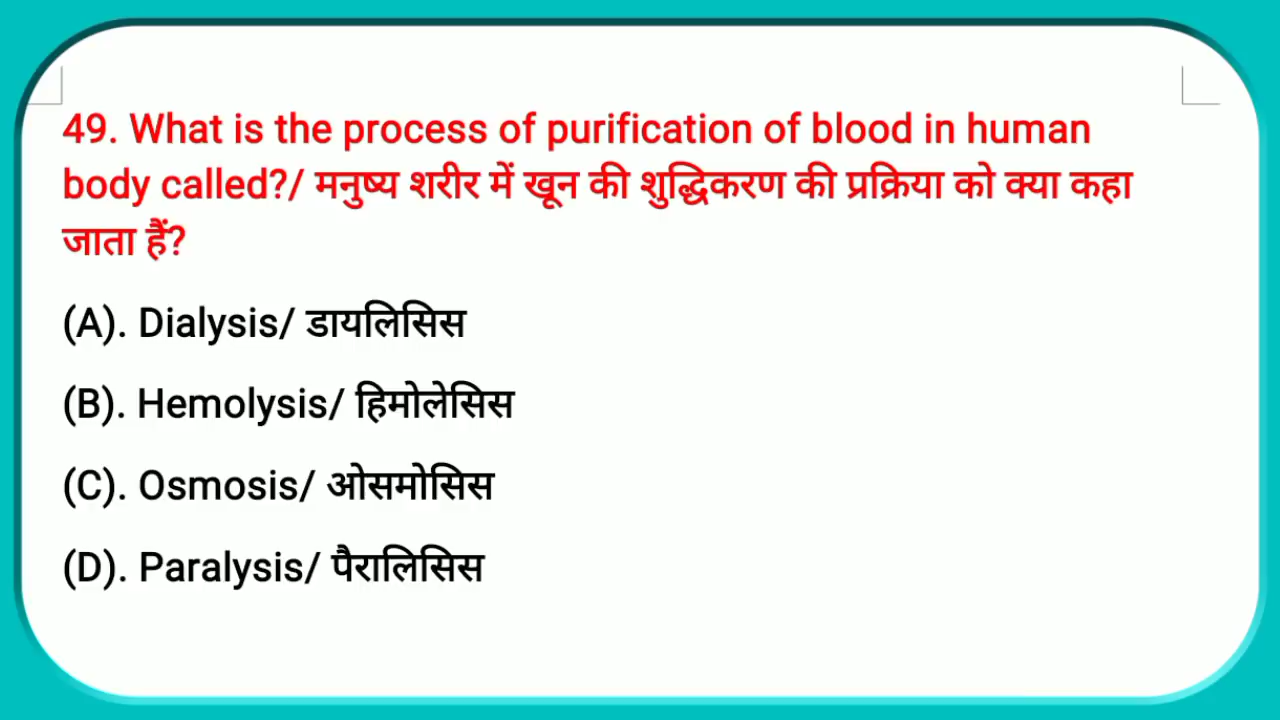 49. What is the process of purification of blood in human
body called?/ मनुष्य शरीर में खून की शुद्धिकरण की प्रक्रिया को क्या कहा
जाता हैं?
(A). Dialysis/ डायलिसिस
(B). Hemolysis/ हिमोलेसिस
(C). Osmosis/ ओसमोसिस
(D). Paralysis/ पैरालिसिस